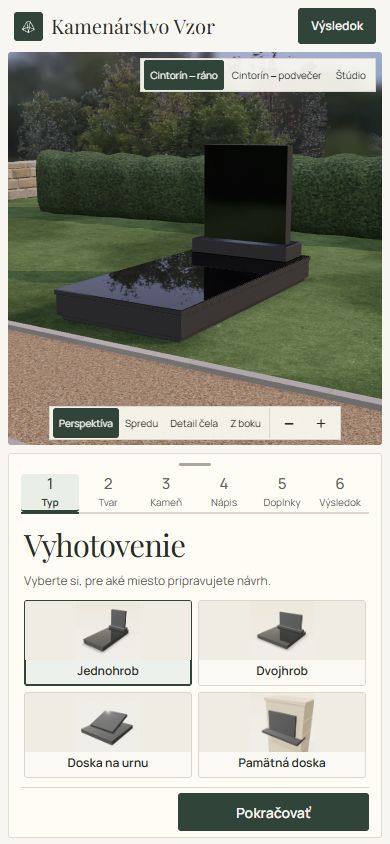 Kamenárstvo Vzor
Výsledok
Cintorín – ráno Cintorín – podvečer Štúdio
Perspektíva Spredu Detail čela Z boku − +
1 2 3 4 5 6
Typ Tvar Kameň Nápis Doplnky Výsledok
Vyhotovenie
Vyberte si, pre aké miesto pripravujete návrh.
Jednohrob Dvojhrob
Doska na urnu Pamätná doska
Pokračovať